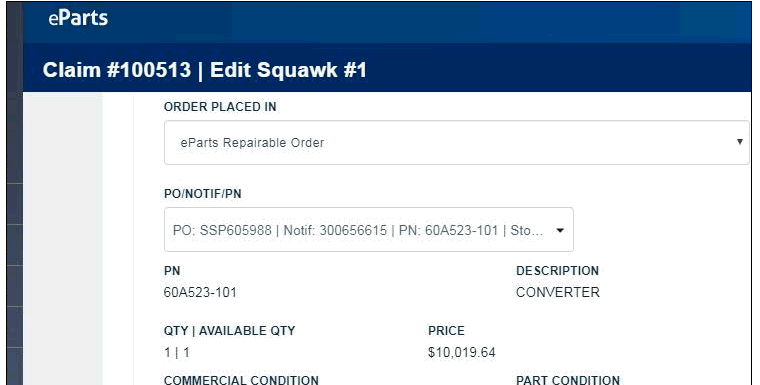 eParts
Claim #100513 | Edit Squawk #1
ORDER PLACED IN
eParts Repairable Order
PO/NOTIF/PN
PO: SSP605988 | Notif: 300656615 | PN: 60A523-101 | Sto...
PN DESCRIPTION
60A523-101 CONVERTER
QTY | AVAILABLE QTY PRICE
1 | 1 $10,019.64
COMMERCIAL CONDITION PART CONDITION